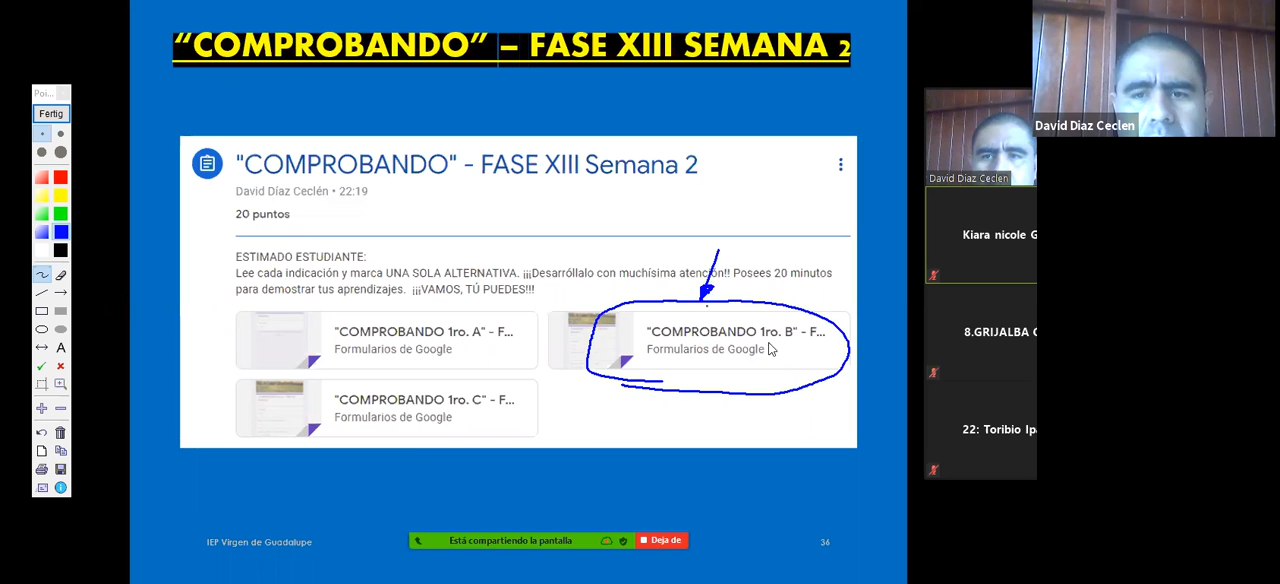 “COMPROBANDO” – FASE XIII SEMANA 2
Poi...
Fertig
"COMPROBANDO" - FASE XIII Semana 2
David Díaz Ceclén • 22:19
20 puntos
ESTIMADO ESTUDIANTE:
Lee cada indicación y marca UNA SOLA ALTERNATIVA. ¡¡¡Desarróllalo con muchísima atención!! Posees 20 minutos
para demostrar tus aprendizajes. ¡¡¡VAMOS, TÚ PUEDES!!!
"COMPROBANDO 1ro. A" - F...
Formularios de Google
"COMPROBANDO 1ro. B" - F...
Formularios de Google
"COMPROBANDO 1ro. C" - F...
Formularios de Google
A
IEP Virgen de Guadalupe
Está compartiendo la pantalla
Deja de
36
David Diaz Ceclen
David Diaz Ceclen
Kiara nicole G
8.GRIJALBA C
22: Toribio Ipa